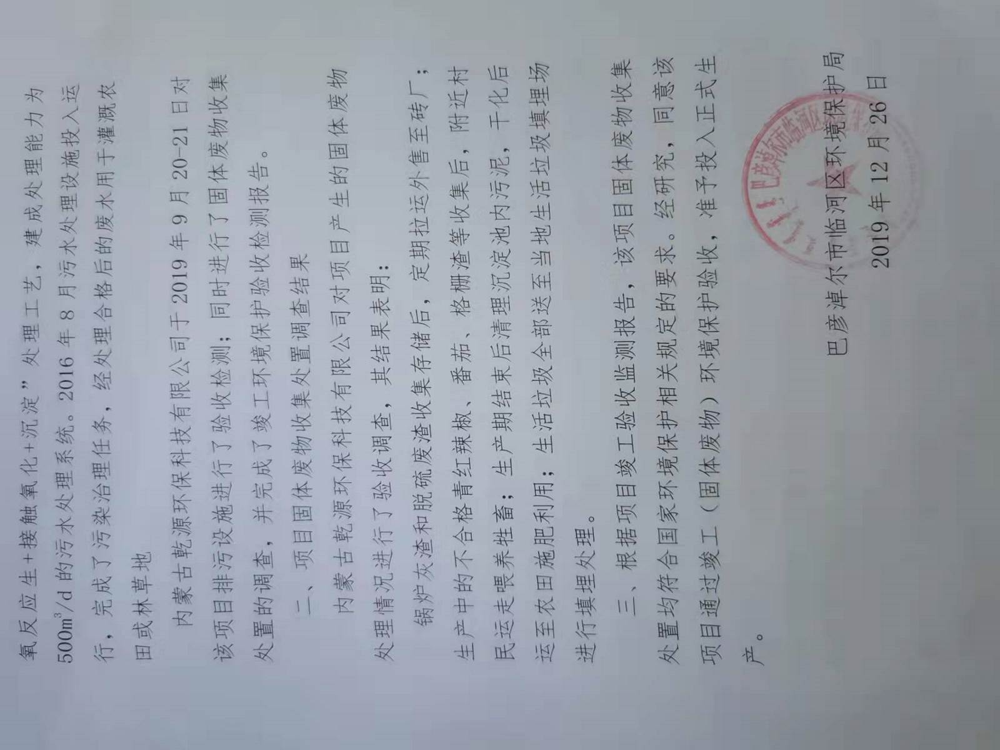 氧反应生+接触氧化+沉淀”处理工艺，建成处理能力为
500m³/d的污水处理系统。2016年8月污水处理设施投入运
行，完成了污染治理任务，经处理合格后的废水用于灌溉农
田或林草地
内蒙古乾源环保科技有限公司于2019年9月20-21日对
该项目排污设施进行了验收检测；同时进行了固体废物收集
处置的调查，并完成了竣工环境保护验收检测报告。
二、项目固体废物收集处置调查结果
内蒙古乾源环保科技有限公司对项目产生的固体废物
处理情况进行了验收调查，其结果表明：
锅炉灰渣和脱硫废渣收集存储后，定期拉运外售至砖厂；
生产中的不合格青红辣椒、番茄、格栅渣等收集后，附近村
民运走喂养牲畜；生产期结束后清理沉淀池内污泥，干化后
运至农田施肥利用；生活垃圾全部送至当地生活垃圾填埋场
进行填埋处理。
三、根据项目竣工验收监测报告，该项目固体废物收集
处置均符合国家环境保护相关规定的要求。经研究，同意该
项目通过竣工（固体废物）环境保护验收，准予投入正式生
产。
巴彦淖尔市临河区
巴彦淖尔市临河区环境保护局
2019年12月26日